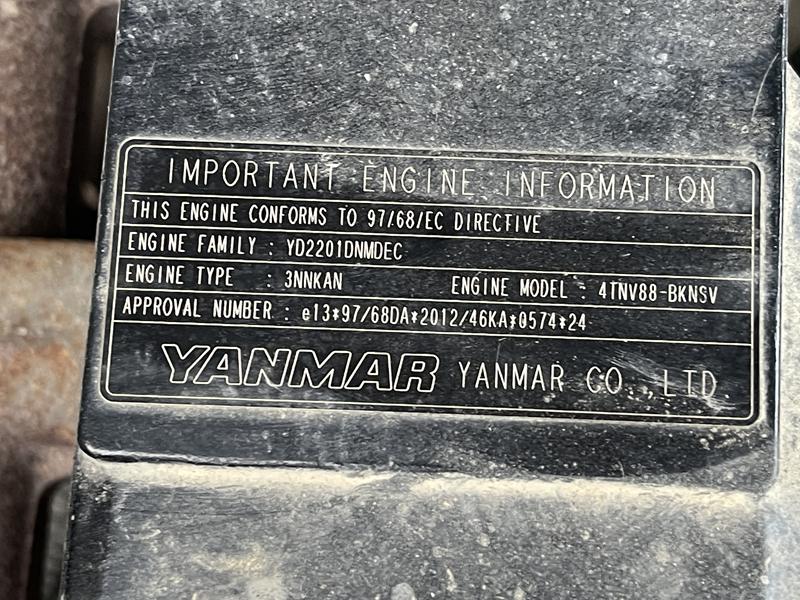 IMPORTANT ENGINE INFORMATION
THIS ENGINE CONFORMS TO 97/68/EC DIRECTIVE
ENGINE FAMILY : YD2201DNMDEC
ENGINE TYPE : 3NNKAN ENGINE MODEL : 4TNV88-BKNSV
APPROVAL NUMBER : e13*97/68DA*2012/46KA*0574*24
YANMAR YANMAR CO.,LTD.